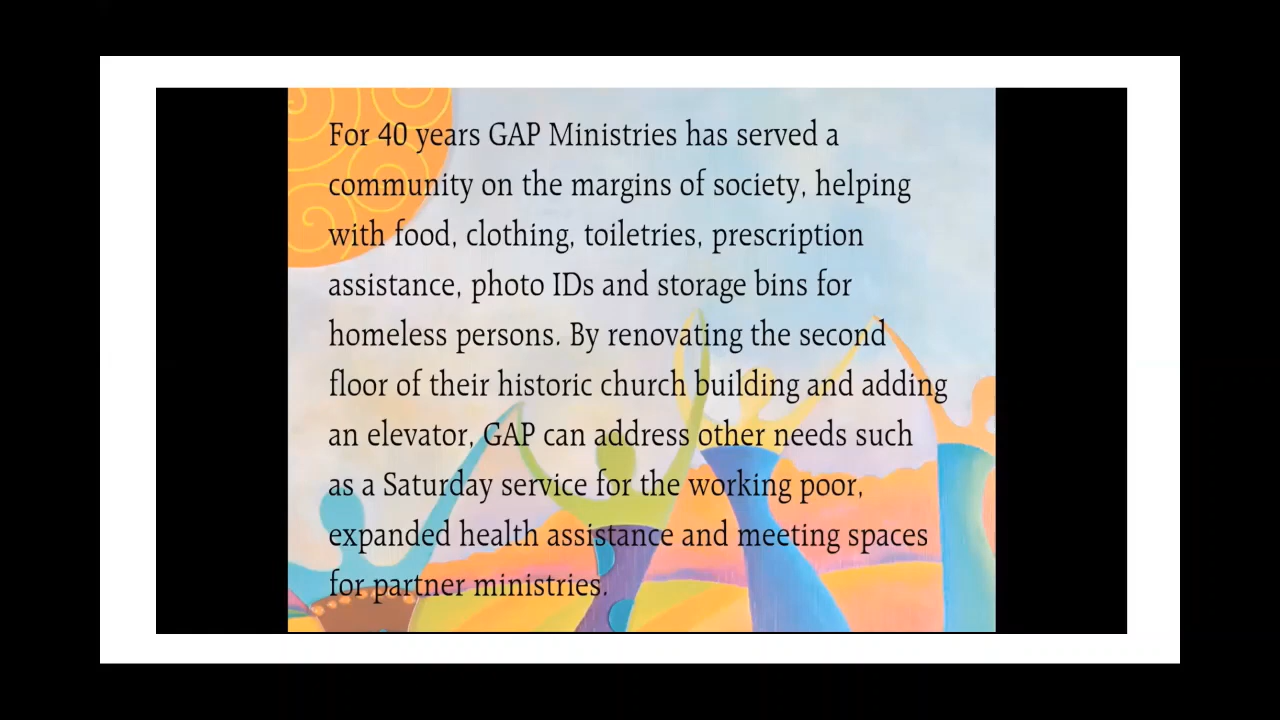 For 40 years GAP Ministries has served a
community on the margins of society, helping
with food, clothing, toiletries, prescription
assistance, photo IDs and storage bins for
homeless persons. By renovating the second
floor of their historic church building and adding
an elevator, GAP can address other needs such
as a Saturday service for the working poor,
expanded health assistance and meeting spaces
for partner ministries.